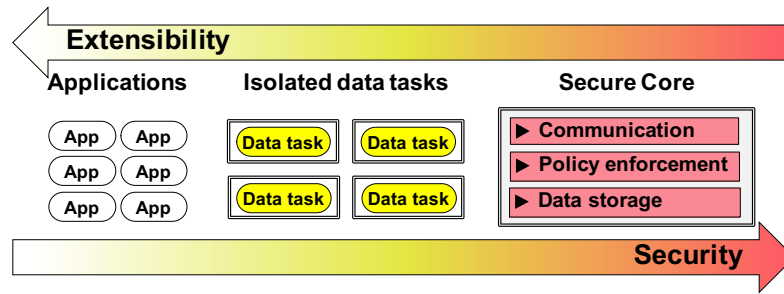 Extensibility
Applications Isolated data tasks Secure Core
App App Data task Data task Communication
App App Policy enforcement
App App Data task Data task Data storage
Security